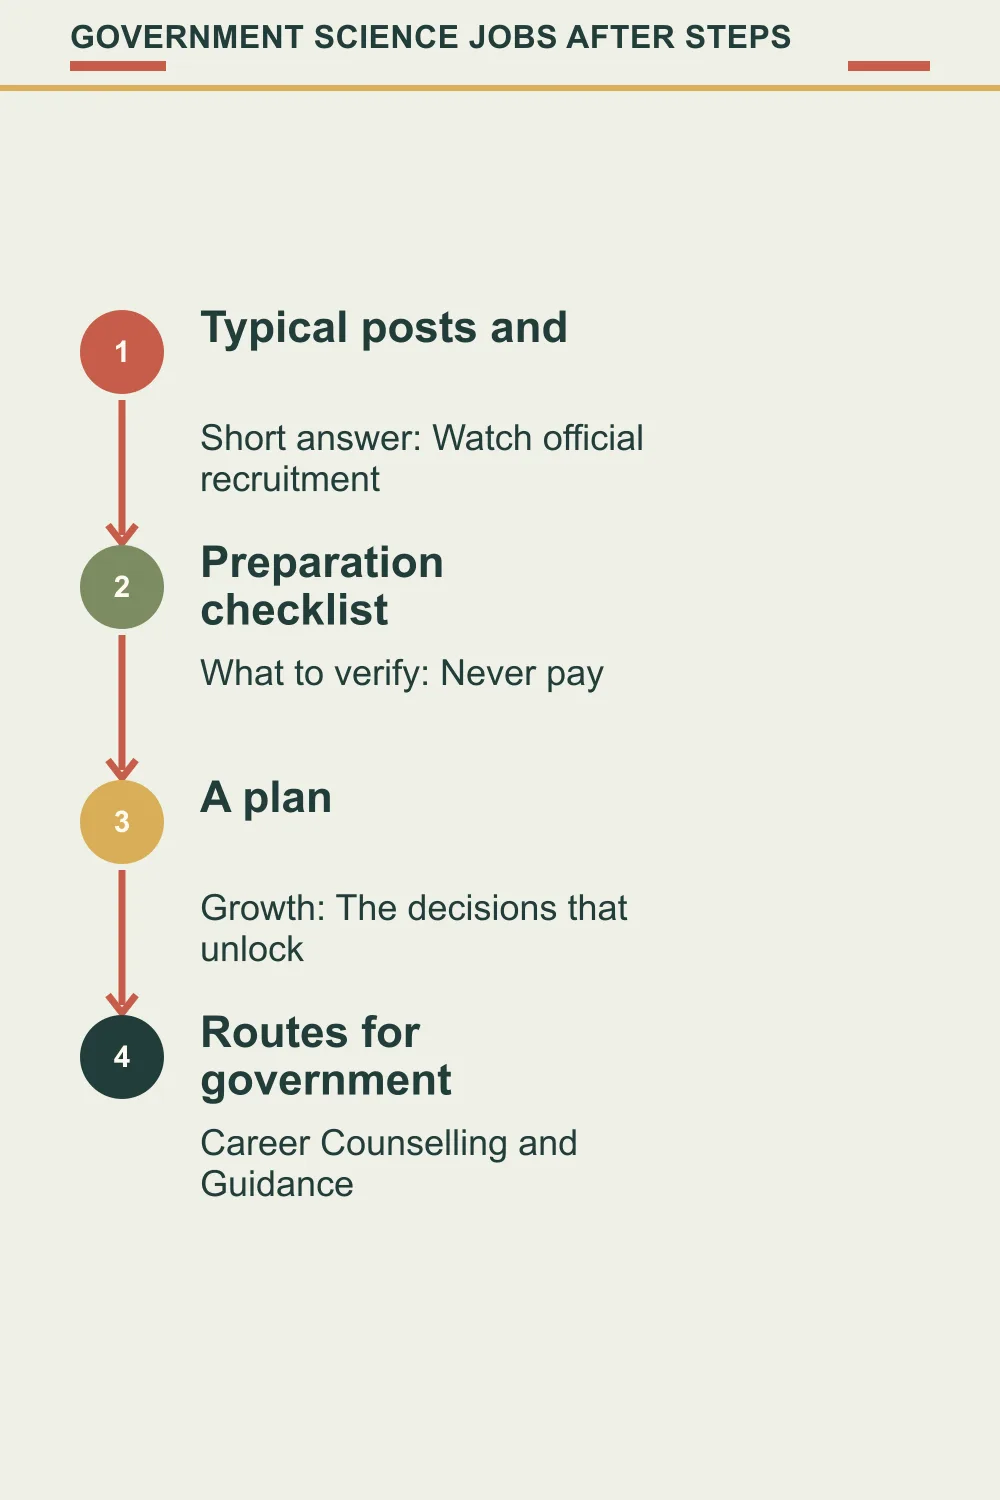 GOVERNMENT SCIENCE JOBS AFTER STEPS
1
Typical posts and
Short answer: Watch official
recruitment
2
Preparation
checklist
What to verify: Never pay
3
A plan
Growth: The decisions that
unlock
4
Routes for
government
Career Counselling and
Guidance